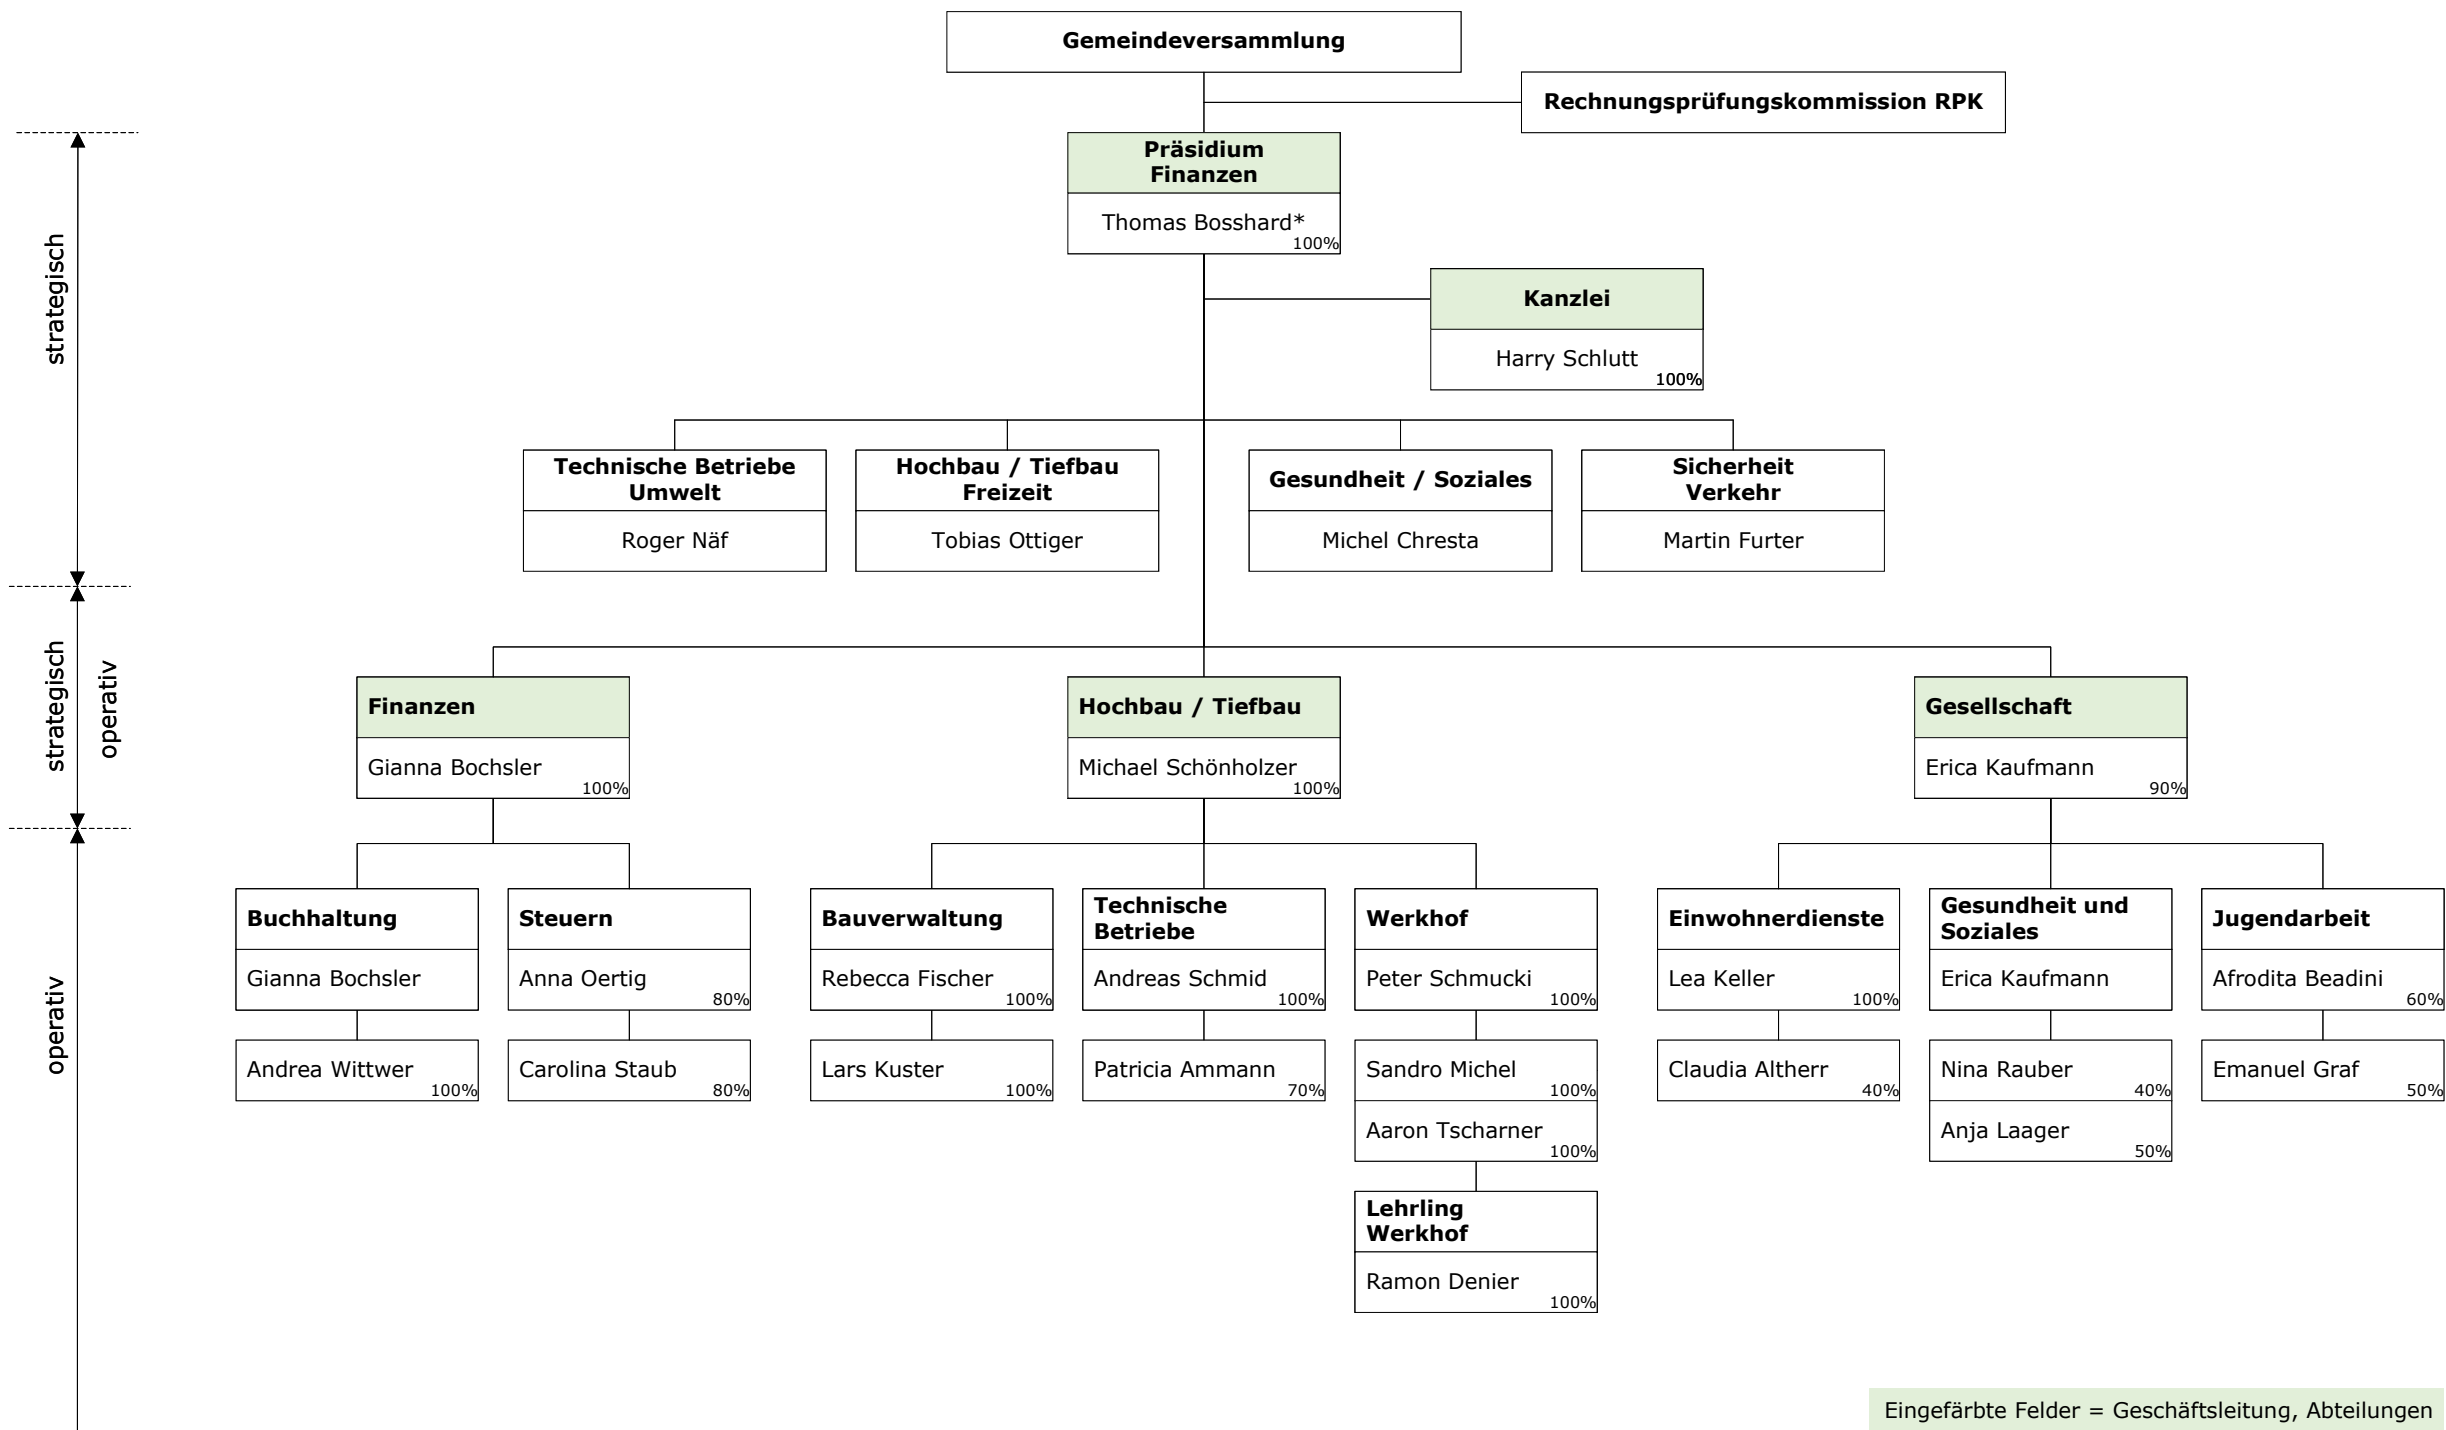 Gemeindeversammlung
Rechnungsprüfungskommission RPK
Präsidium
Finanzen
Thomas Bosshard*
100%
strategisch
Kanzlei
Harry Schlutt
100%
Technische Betriebe
Umwelt
Roger Näf
Hochbau / Tiefbau
Freizeit
Tobias Ottiger
Gesundheit / Soziales
Michel Chresta
Sicherheit
Verkehr
Martin Furter
strategisch
operativ
Finanzen
Gianna Bochsler
100%
Hochbau / Tiefbau
Michael Schönholzer
100%
Gesellschaft
Erica Kaufmann
90%
operativ
Buchhaltung
Gianna Bochsler
Andrea Wittwer
100%
Steuern
Anna Oertig
80%
Carolina Staub
80%
Bauverwaltung
Rebecca Fischer
100%
Lars Kuster
100%
Technische
Betriebe
Andreas Schmid
100%
Patricia Ammann
70%
Werkhof
Peter Schmucki
100%
Sandro Michel
100%
Aaron Tscharner
100%
Lehrling
Werkhof
Ramon Denier
100%
Einwohnerdienste
Lea Keller
100%
Claudia Altherr
40%
Gesundheit und
Soziales
Erica Kaufmann
Nina Rauber
40%
Anja Laager
50%
Jugendarbeit
Afrodita Beadini
60%
Emanuel Graf
50%
Eingefärbte Felder = Geschäftsleitung, Abteilungen